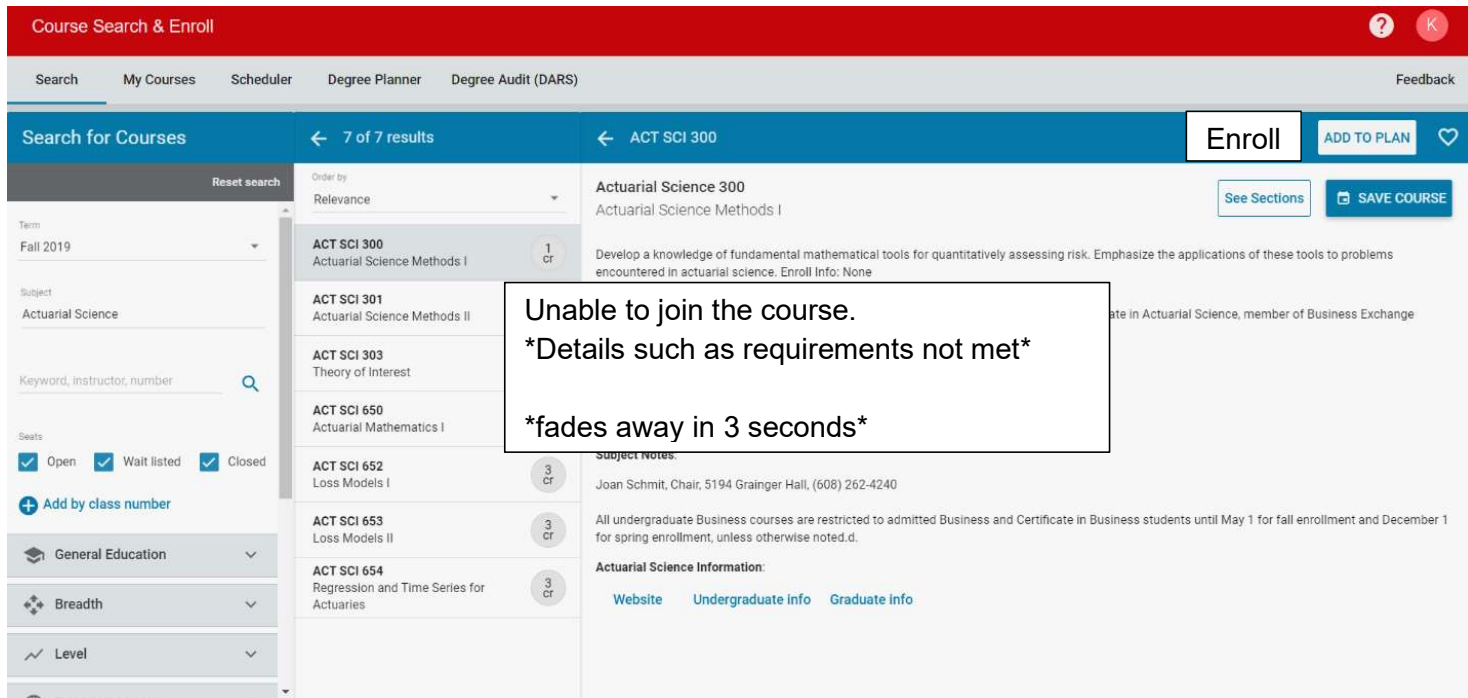 Course Search & Enroll
?
K
Search
My Courses
Scheduler
Degree Planner
Degree Audit (DARS)
Feedback
Search for Courses
Reset search
Term
Fall 2019
Subject
Actuarial Science
Keyword, instructor, number
Seats
Open
Wait listed
Closed
Add by class number
General Education
Breadth
Level
7 of 7 results
Order by
Relevance
ACT SCI 300
Actuarial Science Methods I
1
cr
ACT SCI 301
Actuarial Science Methods II
ACT SCI 303
Theory of Interest
ACT SCI 650
Actuarial Mathematics I
ACT SCI 652
Loss Models I
3
cr
ACT SCI 653
Loss Models II
3
cr
ACT SCI 654
Regression and Time Series for
Actuaries
3
cr
ACT SCI 300
Enroll
ADD TO PLAN
Actuarial Science 300
Actuarial Science Methods I
See Sections
SAVE COURSE
Develop a knowledge of fundamental mathematical tools for quantitatively assessing risk. Emphasize the applications of these tools to problems
encountered in actuarial science. Enroll Info: None
Unable to join the course.
*Details such as requirements not met*
*fades away in 3 seconds*
in Actuarial Science, member of Business Exchange
Subject Notes:
Joan Schmit, Chair, 5194 Grainger Hall, (608) 262-4240
All undergraduate Business courses are restricted to admitted Business and Certificate in Business students until May 1 for fall enrollment and December 1
for spring enrollment, unless otherwise noted.d.
Actuarial Science Information:
Website
Undergraduate info
Graduate info